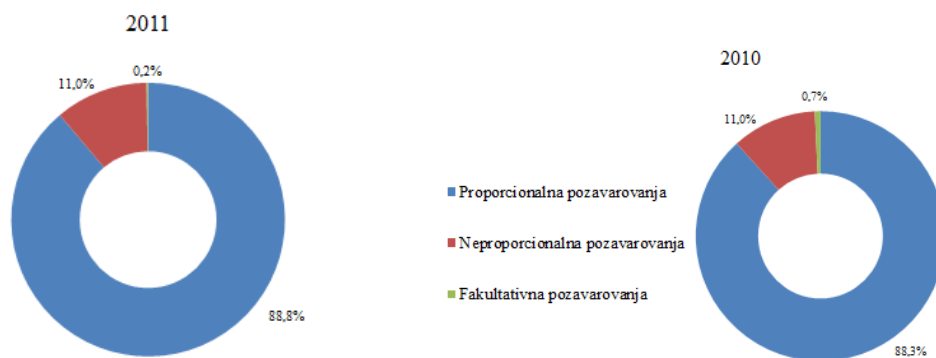 2011
0,2%
11,0%
88,8%
Proporcionalna pozavarovanja
Neproporcionalna pozavarovanja
Fakultativna pozavarovanja
2010
0,7%
11,0%
88,3%